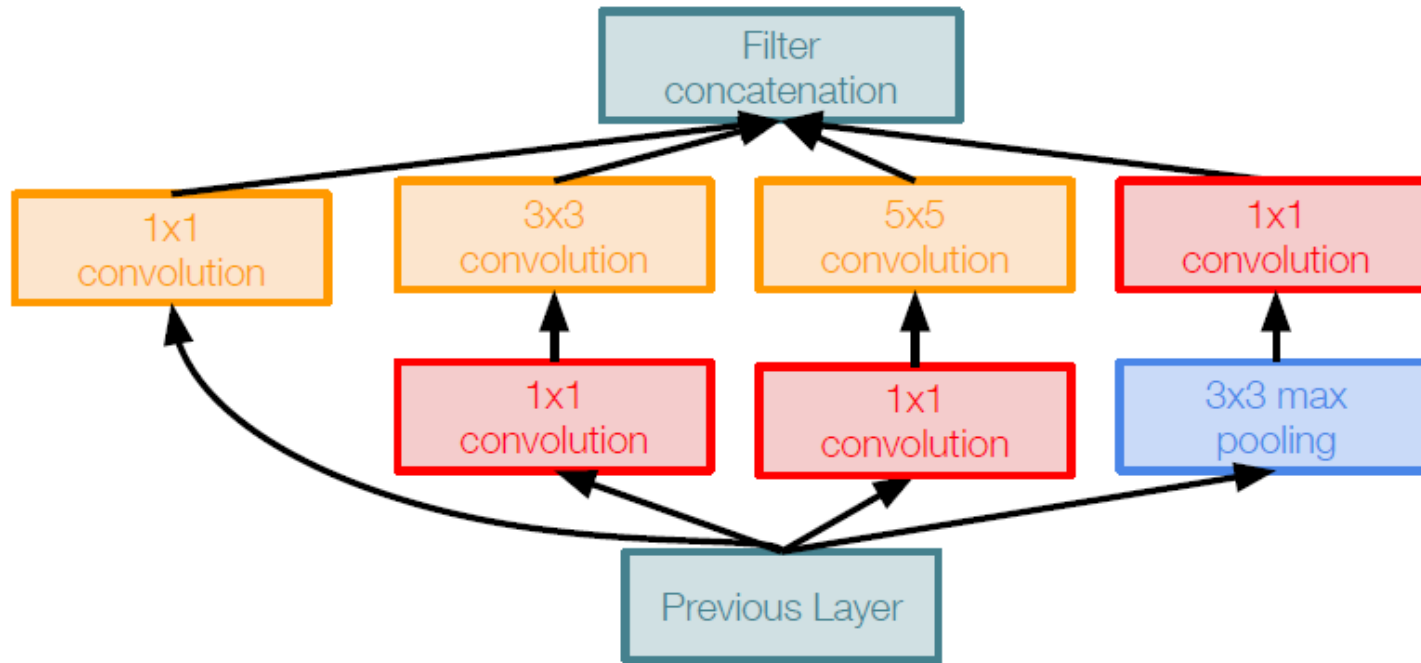 Filter
concatenation
1x1
convolution
3x3
convolution
5x5
convolution
1x1
convolution
1x1
convolution
1x1
convolution
3x3 max
pooling
Previous Layer